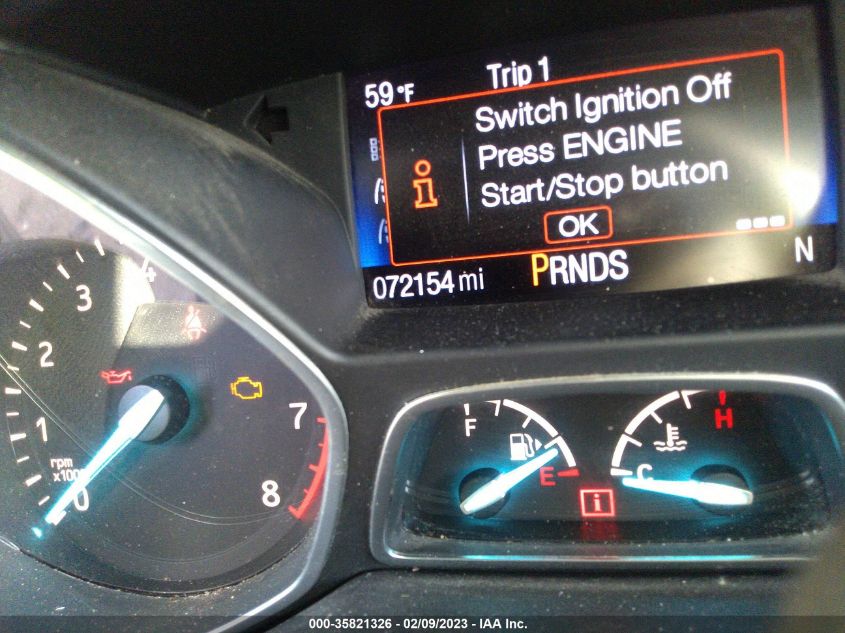 59°F
Trip 1
Switch Ignition Off
Press ENGINE
Start/Stop button
i
OK
072154 mi
PRNDS
N
4
3
2
1
0
rpm
x1000
7
8
F
E
H
C
i
000-35821326 - 02/09/2023 - IAA Inc.